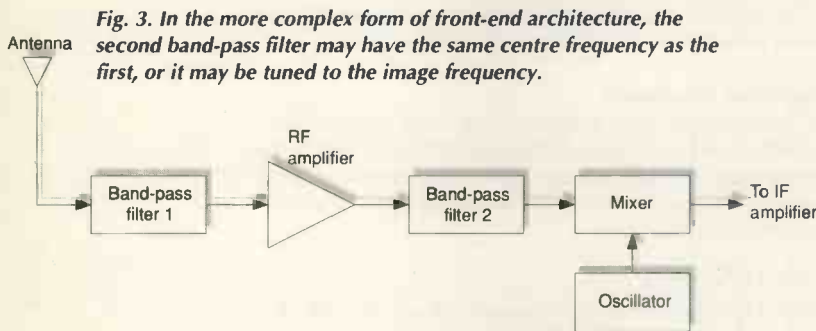 Fig. 3. In the more complex form of front-end architecture, the
second band-pass filter may have the same centre frequency as the
first, or it may be tuned to the image frequency.
Antenna
RF
amplifier
Band-pass
filter 1
Band-pass
filter 2
Mixer
To IF
amplifier
Oscillator